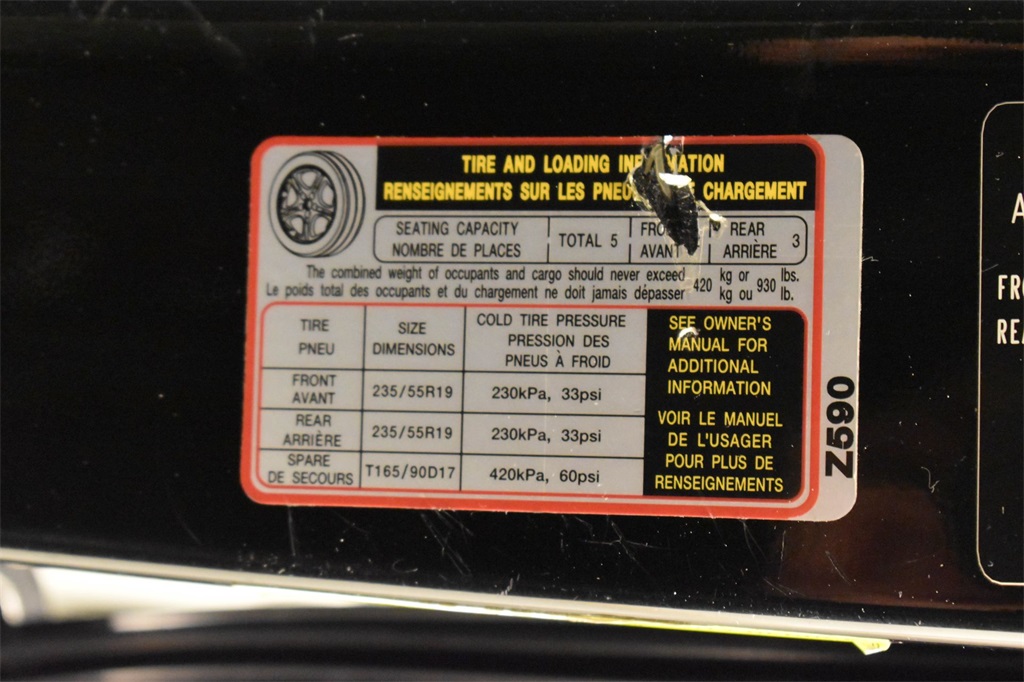 TIRE AND LOADING
RENSEIGNEMENTS SUR LES CHARGEMENT
SEATING CAPACITY
NOMBRE DE PLACES
TOTAL 5
AVANT
REAR
ARRIÈRE 3
The combined weight of occupants and cargo should never exceed 420 kg or 930 lbs.
Le poids total des occupants et du chargement ne doit jamais dépasser kg ou lb.
TIRE
PNEU
SIZE
DIMENSIONS
COLD TIRE PRESSURE
PRESSION DES
PNEUS À FROID
FRONT
AVANT
235/55R19
230kPa, 33psi
REAR
ARRIÈRE
235/55R19
230kPa, 33psi
SPARE
DE SECOURS
T165/90D17
420kPa, 60psi
SEE OWNER'S
MANUAL FOR
ADDITIONAL
INFORMATION
VOIR LE MANUEL
DE L'USAGER
POUR PLUS DE
RENSEIGNEMENTS
Z590